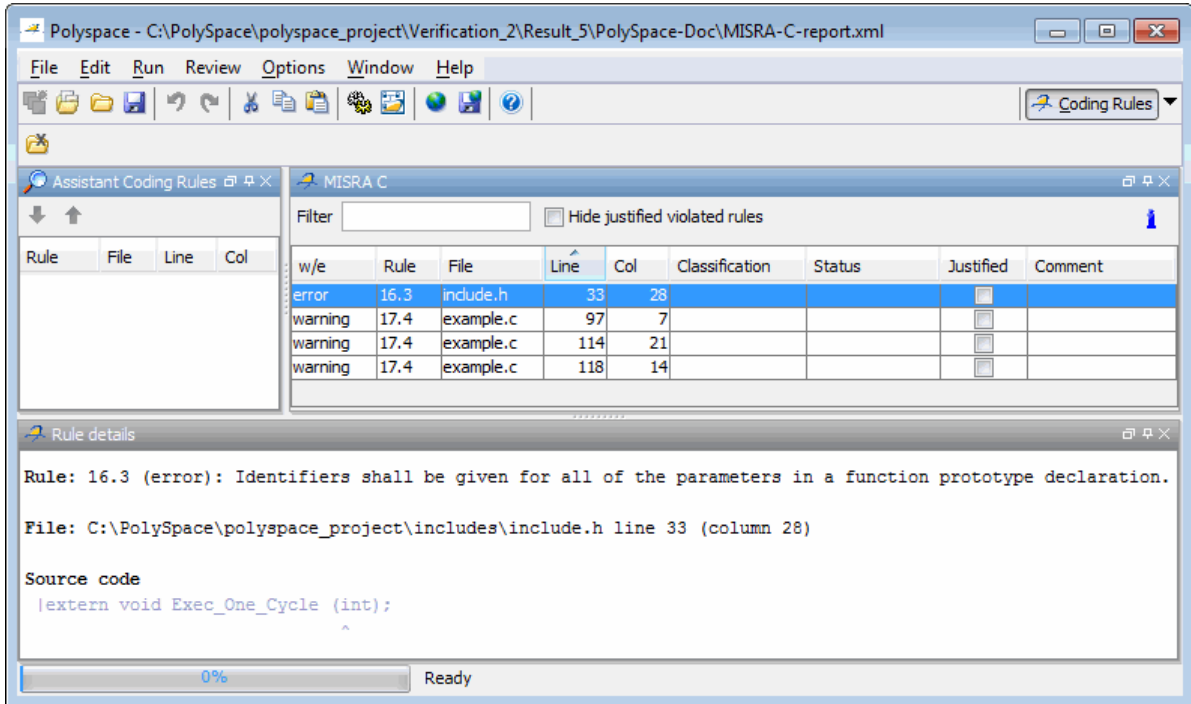 Polyspace - C:\PolySpace\polyspace_project\Verification_2\Result_5\PolySpace-Doc\MISRA-C-report.xml
File Edit Run Review Options Window Help
Coding Rules
Assistant Coding Rules
Rule File Line Col
MISRA C
Filter Hide justified violated rules
w/e Rule File Line Col Classification Status Justified Comment
error 16.3 include.h 33 28
warning 17.4 example.c 97 7
warning 17.4 example.c 114 21
warning 17.4 example.c 118 14
Rule details
Rule: 16.3 (error): Identifiers shall be given for all of the parameters in a function prototype declaration.
File: C:\PolySpace\polyspace_project\includes\include.h line 33 (column 28)
Source code
|extern void Exec_One_Cycle (int);
^
0% Ready